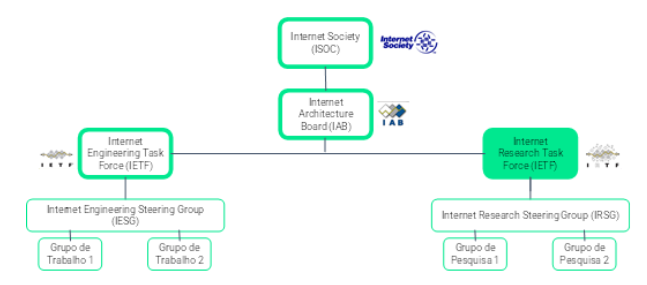 Internet Society
(ISOC)
Internet
Society
Internet
Architecture
Board (IAB)
I A B
Internet
Engineering Task
Force (IETF)
I E T F
Internet
Research Task
Force (IETF)
I R T F
Internet Engineering Steering Group
(IESG)
Internet Research Steering Group (IRSG)
Grupo de
Trabalho 1
Grupo de
Trabalho 2
Grupo de
Pesquisa 1
Grupo de
Pesquisa 2